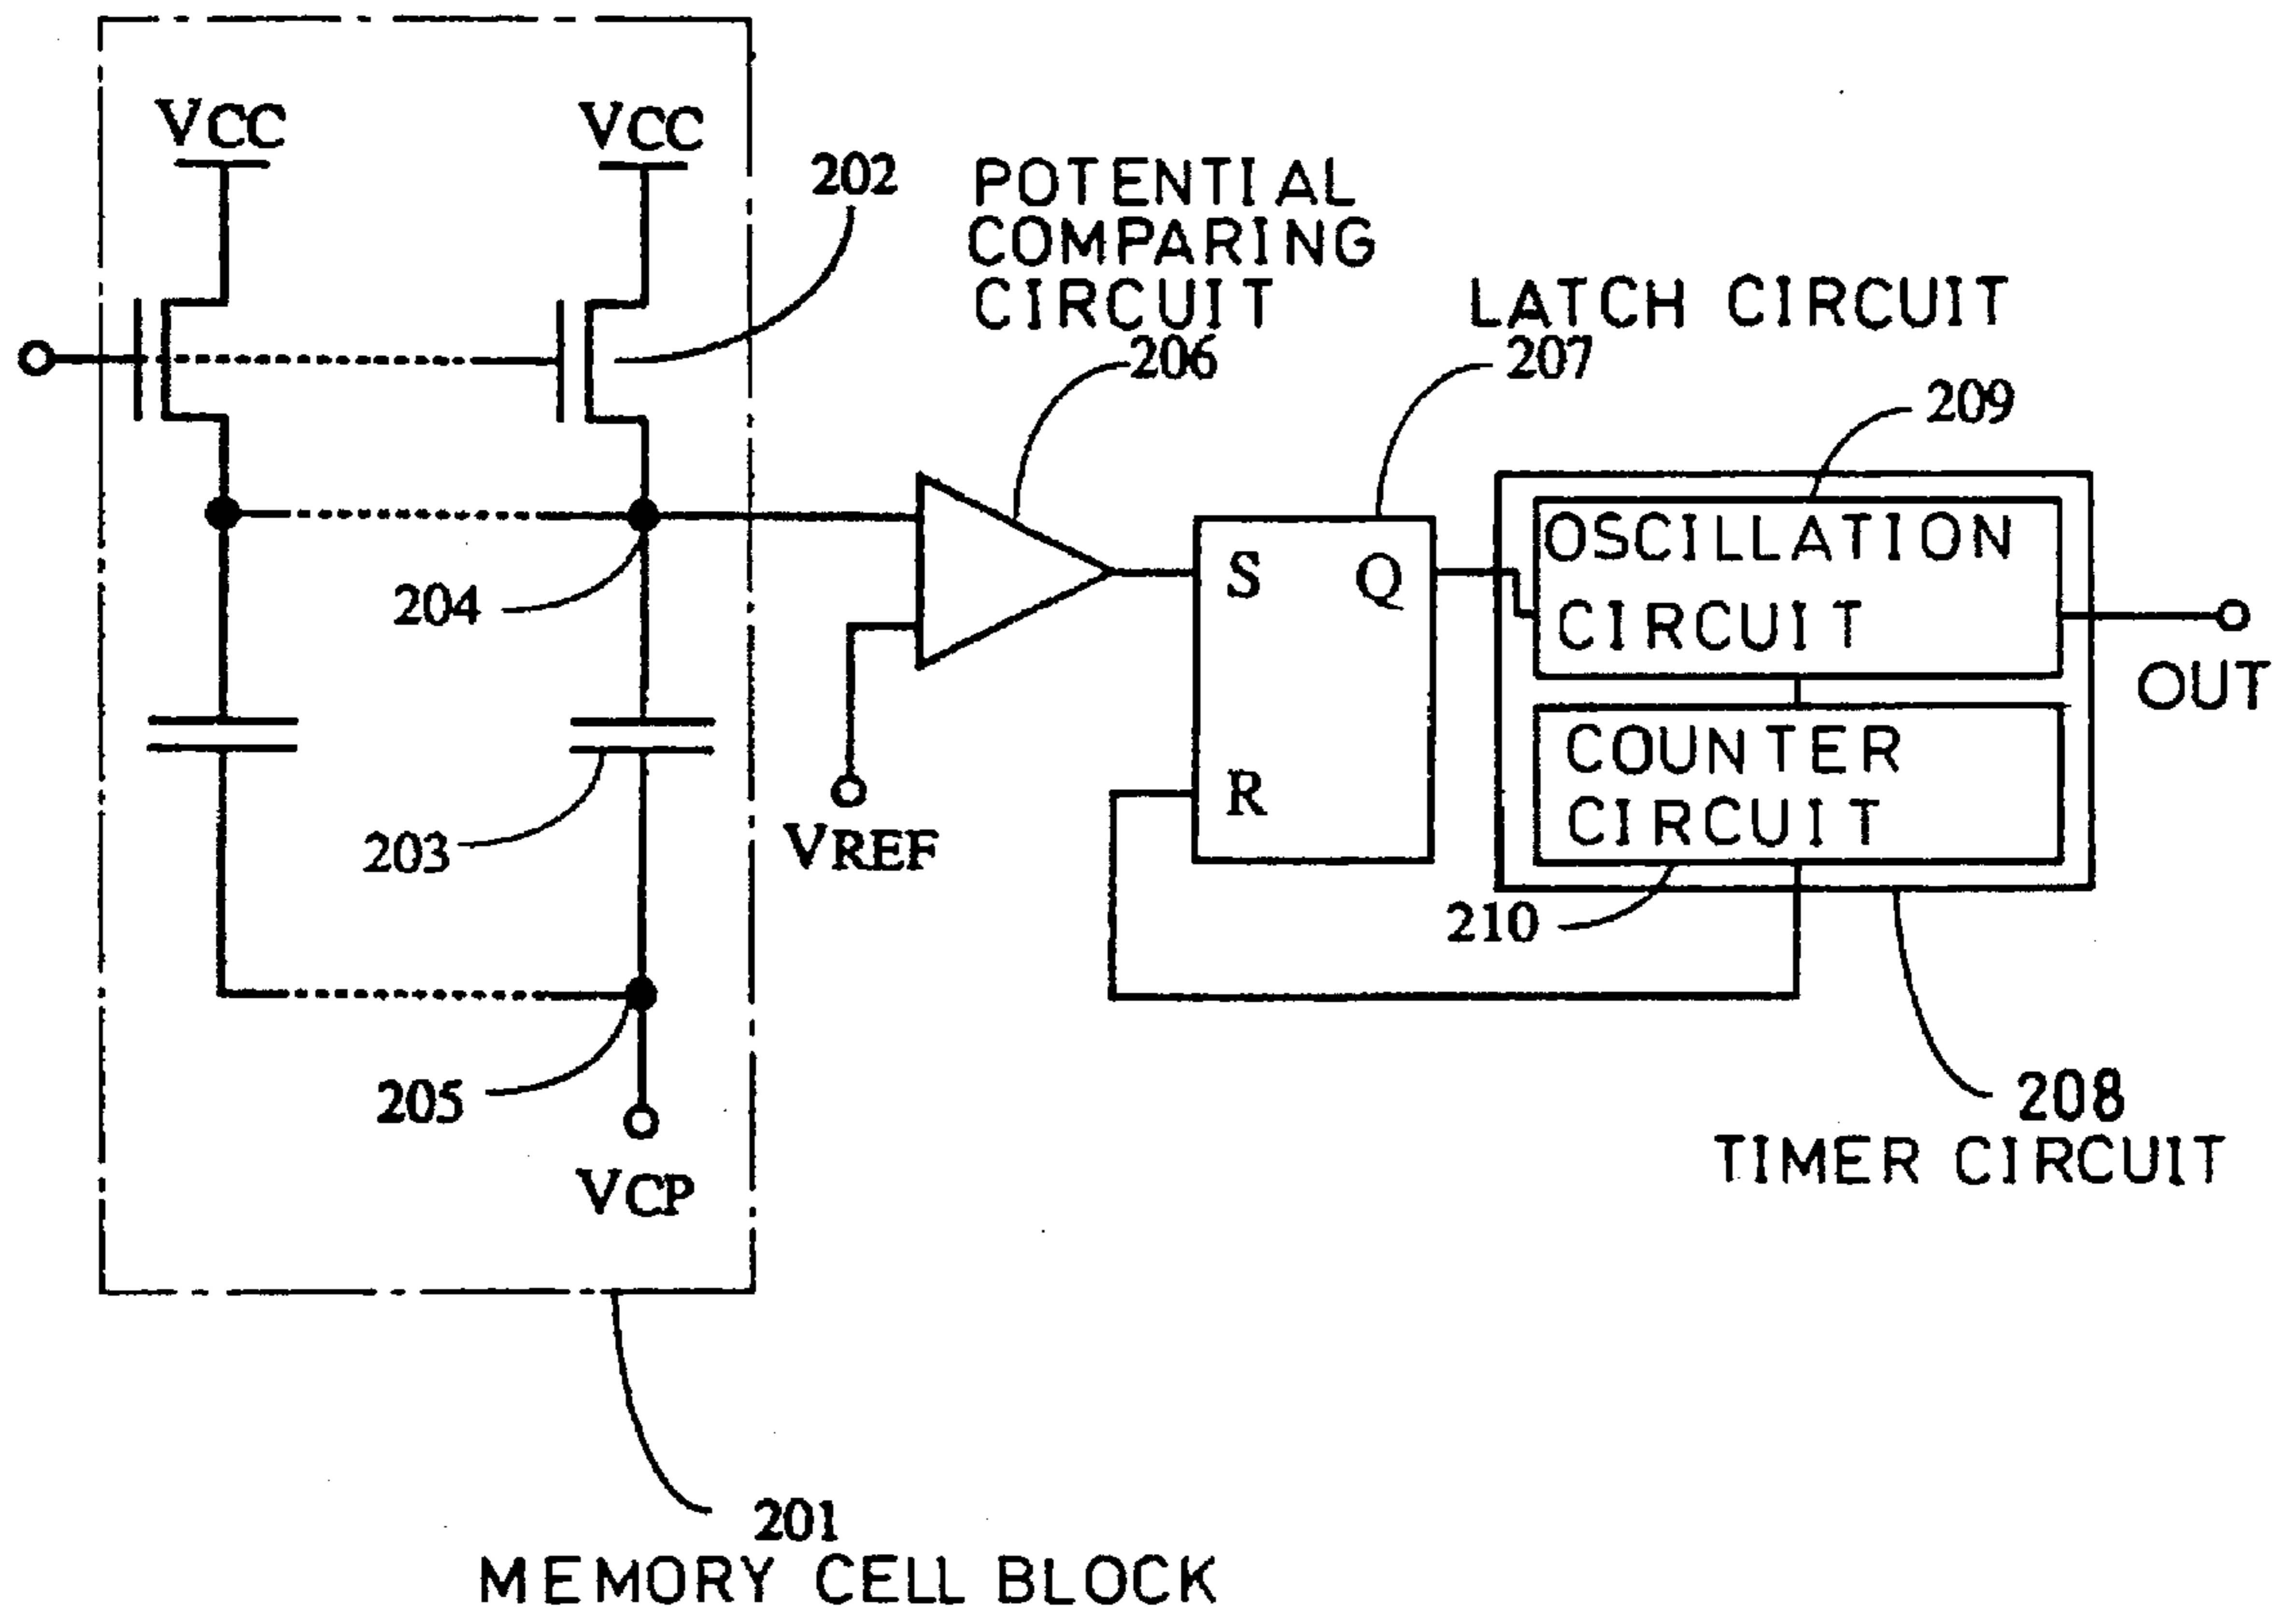 VCC
VCC
202
POTENTIAL
COMPARING
CIRCUIT
206
LATCH CIRCUIT
207
209
204
S
Q
R
OSCILLATION
CIRCUIT
COUNTER
CIRCUIT
OUT
203
VREF
210
205
VCP
208
TIMER CIRCUIT
201
MEMORY CELL BLOCK